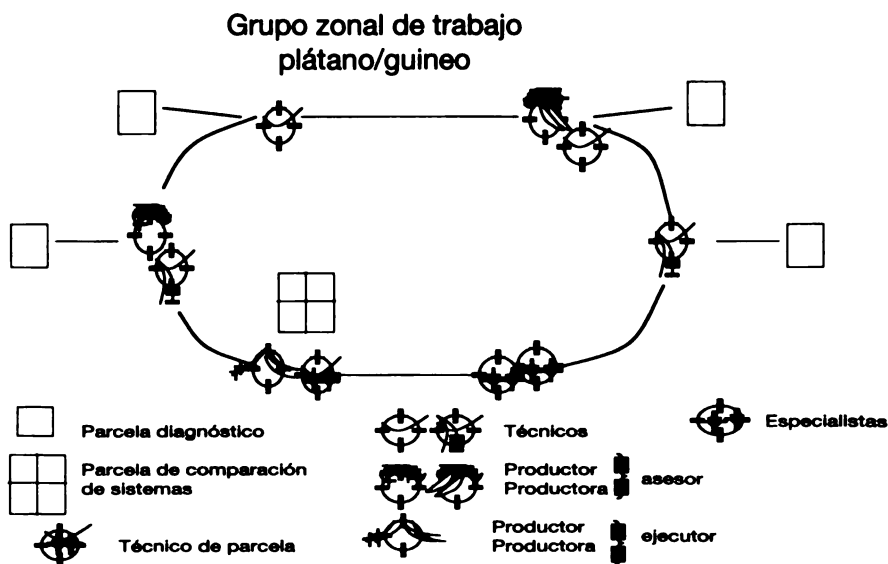 Grupo zonal de trabajo
plátano/guineo
Parcela diagnóstico
Técnicos
Especialistas
Parcela de comparación
de sistemas
Productor
Productora
asesor
Técnico de parcela
Productor
Productora
ejecutor